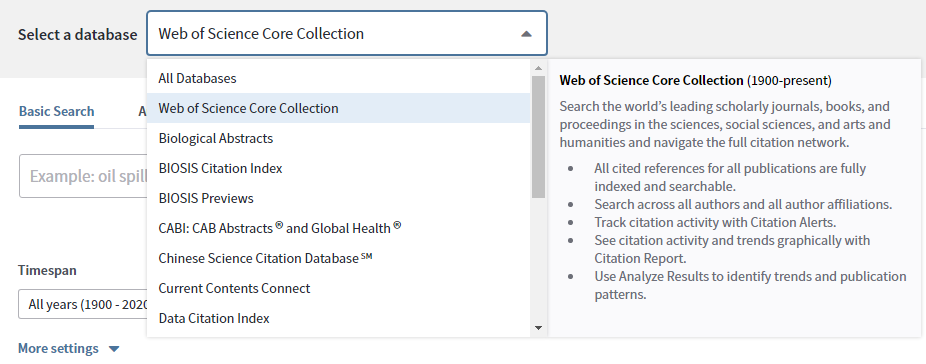 Select a database
Web of Science Core Collection
All Databases
Web of Science Core Collection
Biological Abstracts
BIOSIS Citation Index
BIOSIS Previews
CABI: CAB Abstracts ® and Global Health ®
Chinese Science Citation Database ℠
Current Contents Connect
Data Citation Index
Web of Science Core Collection (1900-present)
Search the world's leading scholarly journals, books, and
proceedings in the sciences, social sciences, and arts and
humanities and navigate the full citation network.
• All cited references for all publications are fully
indexed and searchable.
• Search across all authors and all author affiliations.
• Track citation activity with Citation Alerts.
• See citation activity and trends graphically with
Citation Report.
• Use Analyze Results to identify trends and publication
patterns.
Basic Search
A
Example: oil spill
Timespan
All years (1900 - 2020
More settings